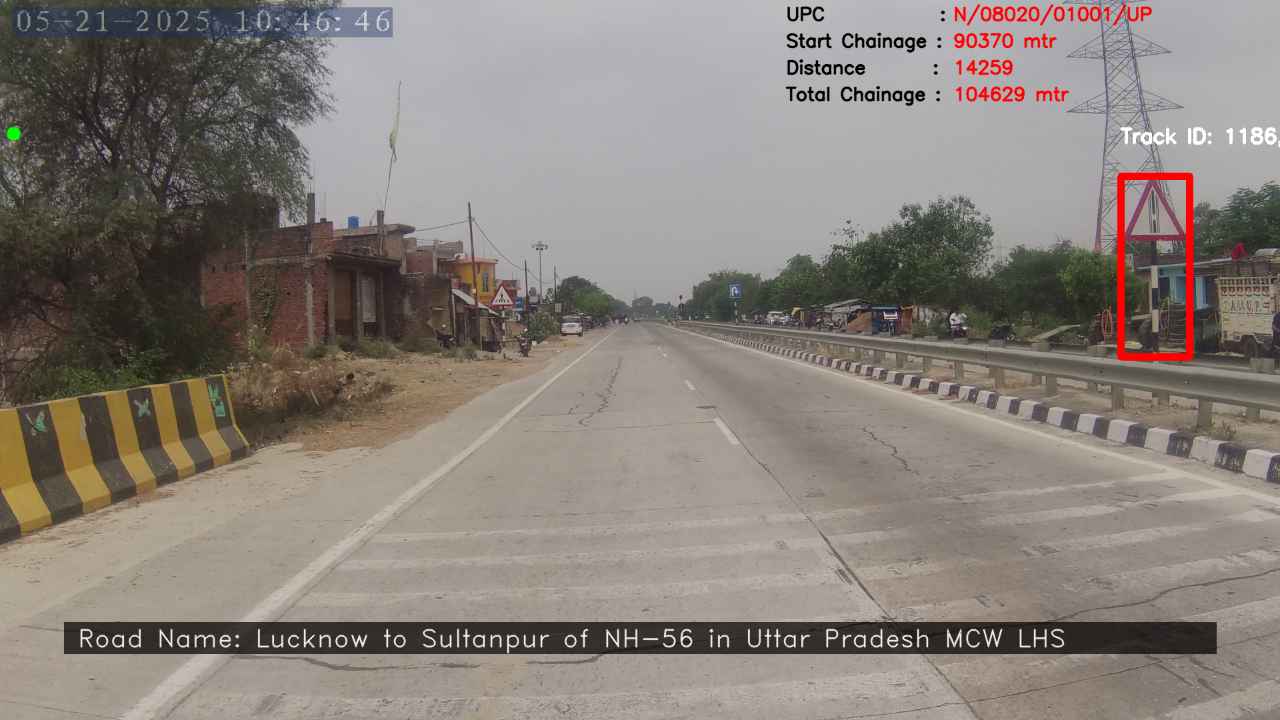 05-21-2025 10:46:46
UPC : N/08020/01001/UP
Start Chainage : 90370 mtr
Distance : 14259
Total Chainage : 104629 mtr
Track ID: 1186,
Road Name: Lucknow to Sultanpur of NH-56 in Uttar Pradesh MCW LHS